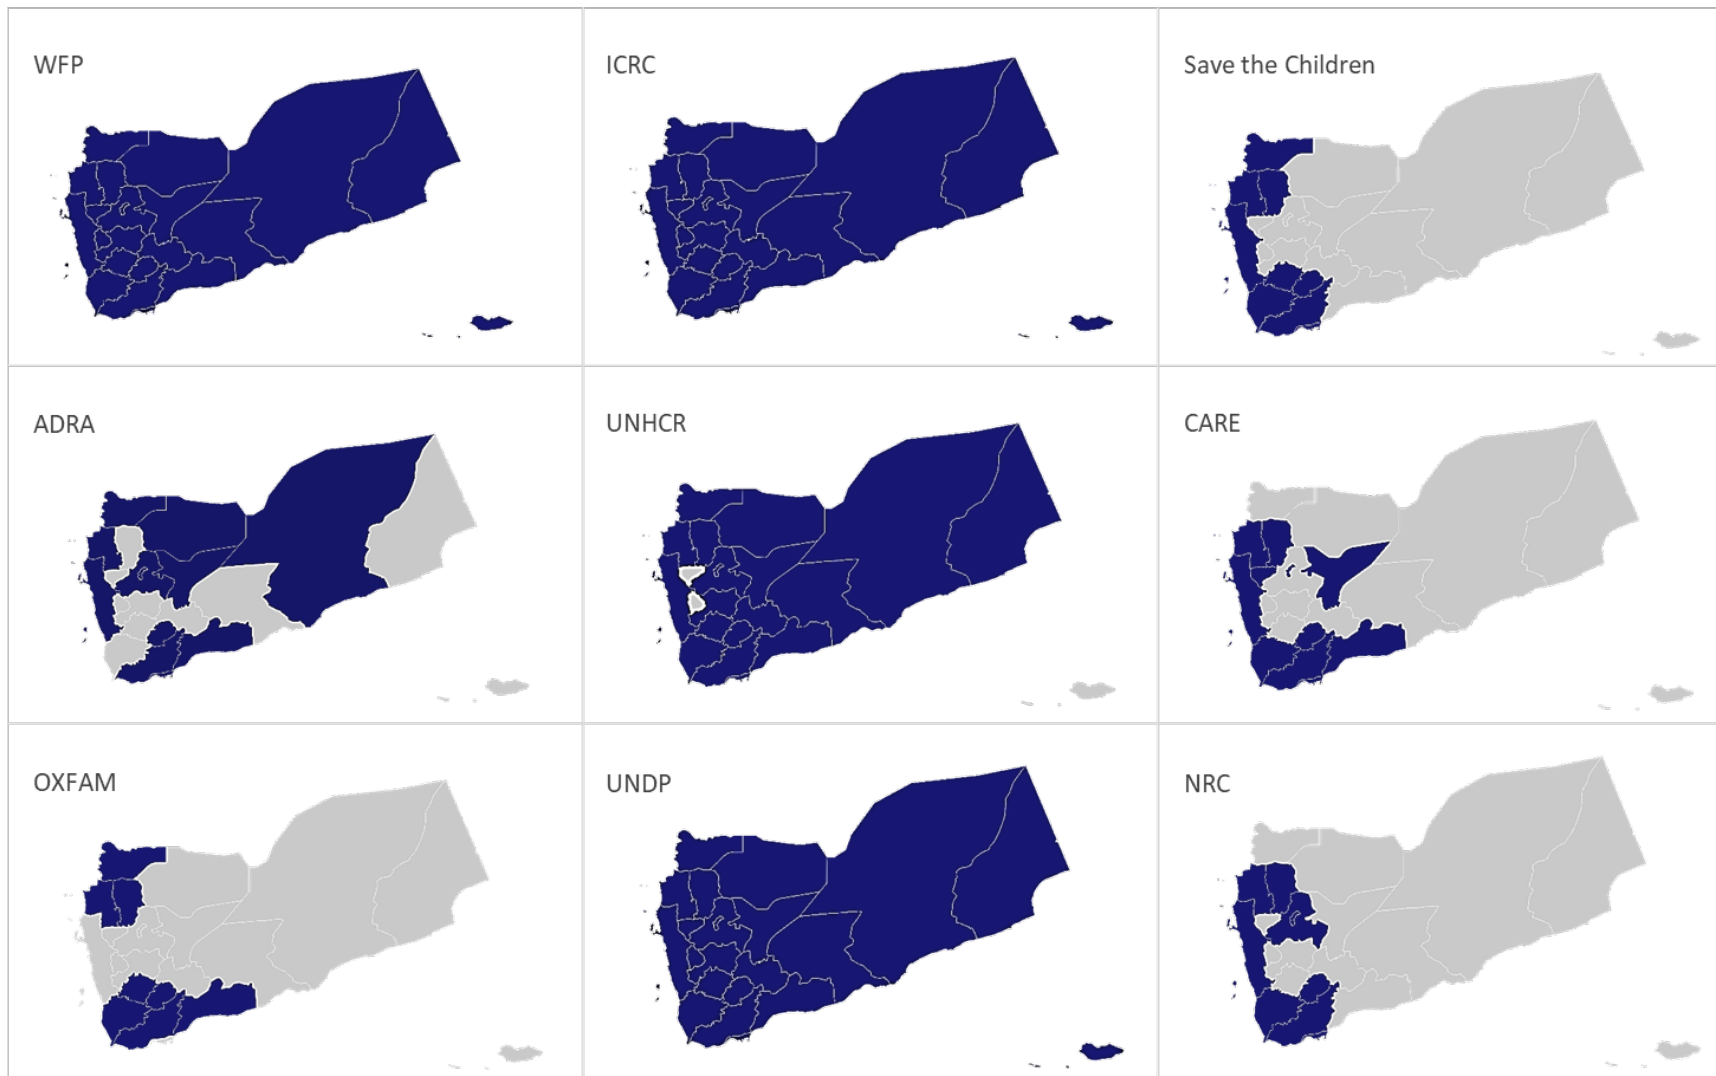 WFP
ICRC
Save the Children
ADRA
UNHCR
CARE
OXFAM
UNDP
NRC